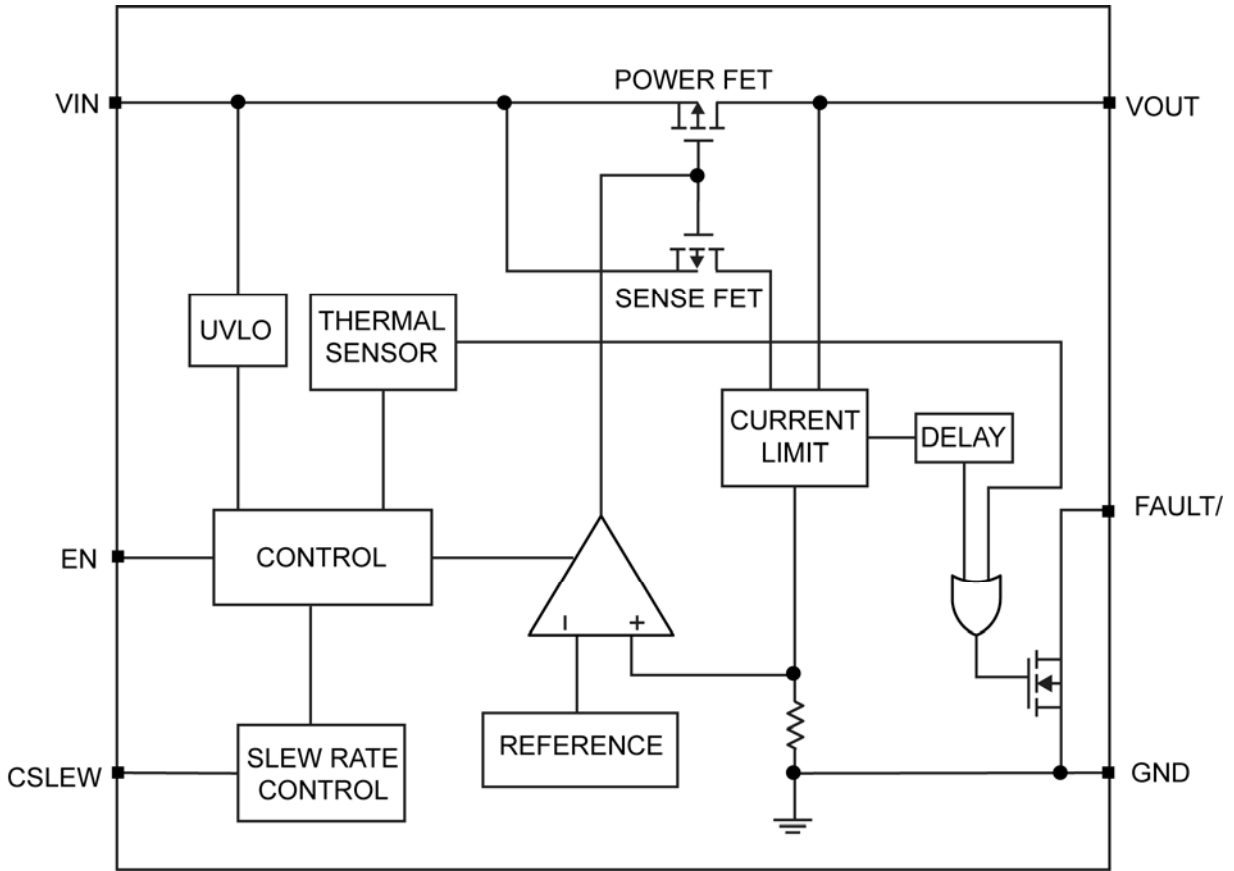 POWER FET
VIN
VOUT
SENSE FET
UVLO
THERMAL
SENSOR
CURRENT
LIMIT
DELAY
FAULT/
EN
CONTROL
– +
REFERENCE
SLEW RATE
CONTROL
CSLEW
GND